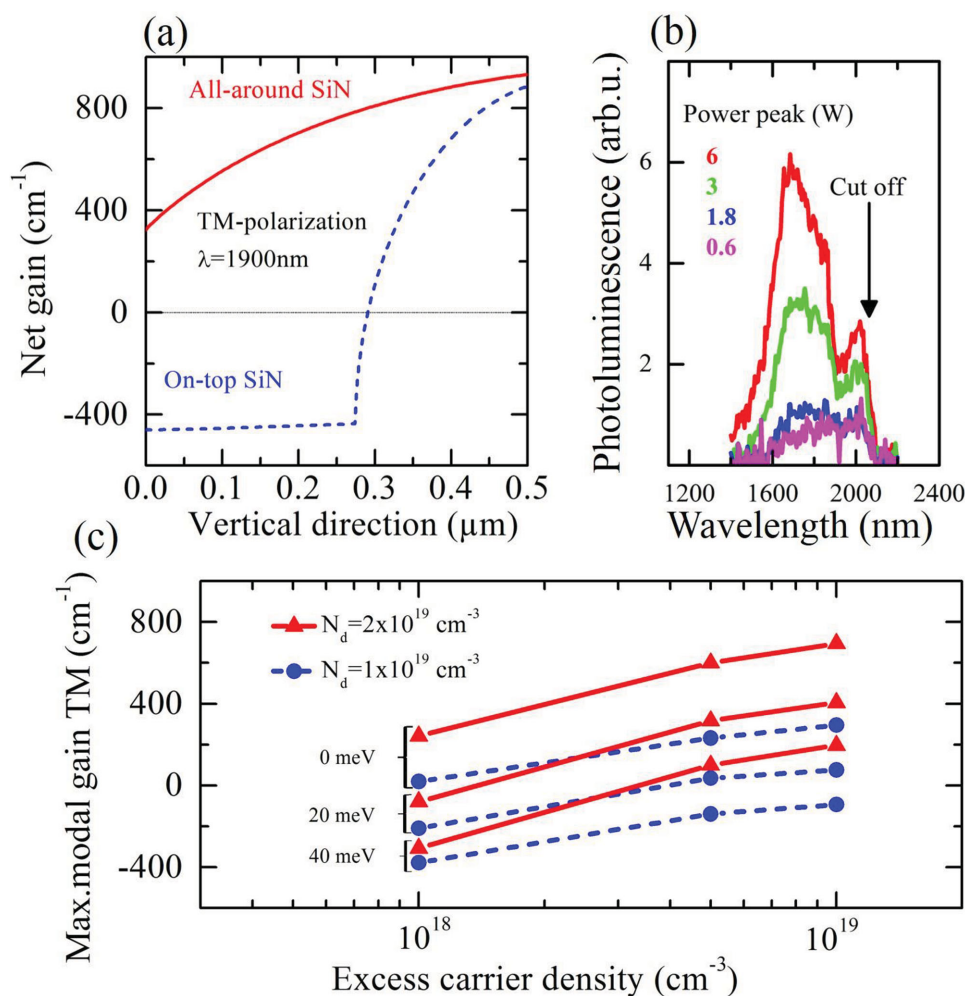 (a)
All-around SiN
TM-polarization
λ=1900nm
On-top SiN
Net gain (cm⁻¹)
800
400
0
-400
0.0 0.1 0.2 0.3 0.4 0.5
Vertical direction (µm)
(b)
Power peak (W)
6
3
1.8
0.6
Cut off
Photoluminescence (arb.u.)
6
4
2
1200 1600 2000 2400
Wavelength (nm)
(c)
N_d=2x10¹⁹ cm⁻³
N_d=1x10¹⁹ cm⁻³
0 meV
20 meV
40 meV
Max.modal gain TM (cm⁻¹)
800
400
0
-400
10¹⁸ 10¹⁹
Excess carrier density (cm⁻³)